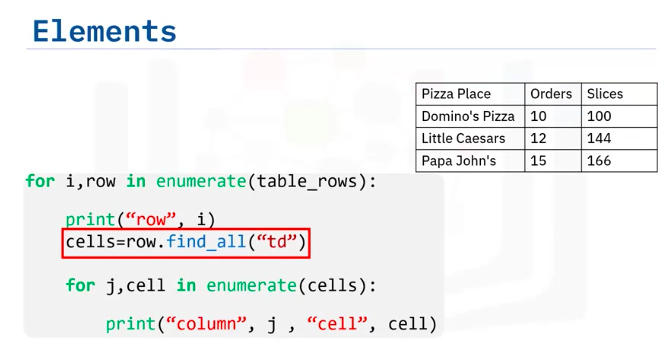 Elements
Pizza Place Orders Slices
Domino's Pizza 10 100
Little Caesars 12 144
Papa John's 15 166
for i,row in enumerate(table_rows):
print(“row”, i)
cells=row.find_all(“td”)
for j,cell in enumerate(cells):
print(“column”, j , “cell”, cell)